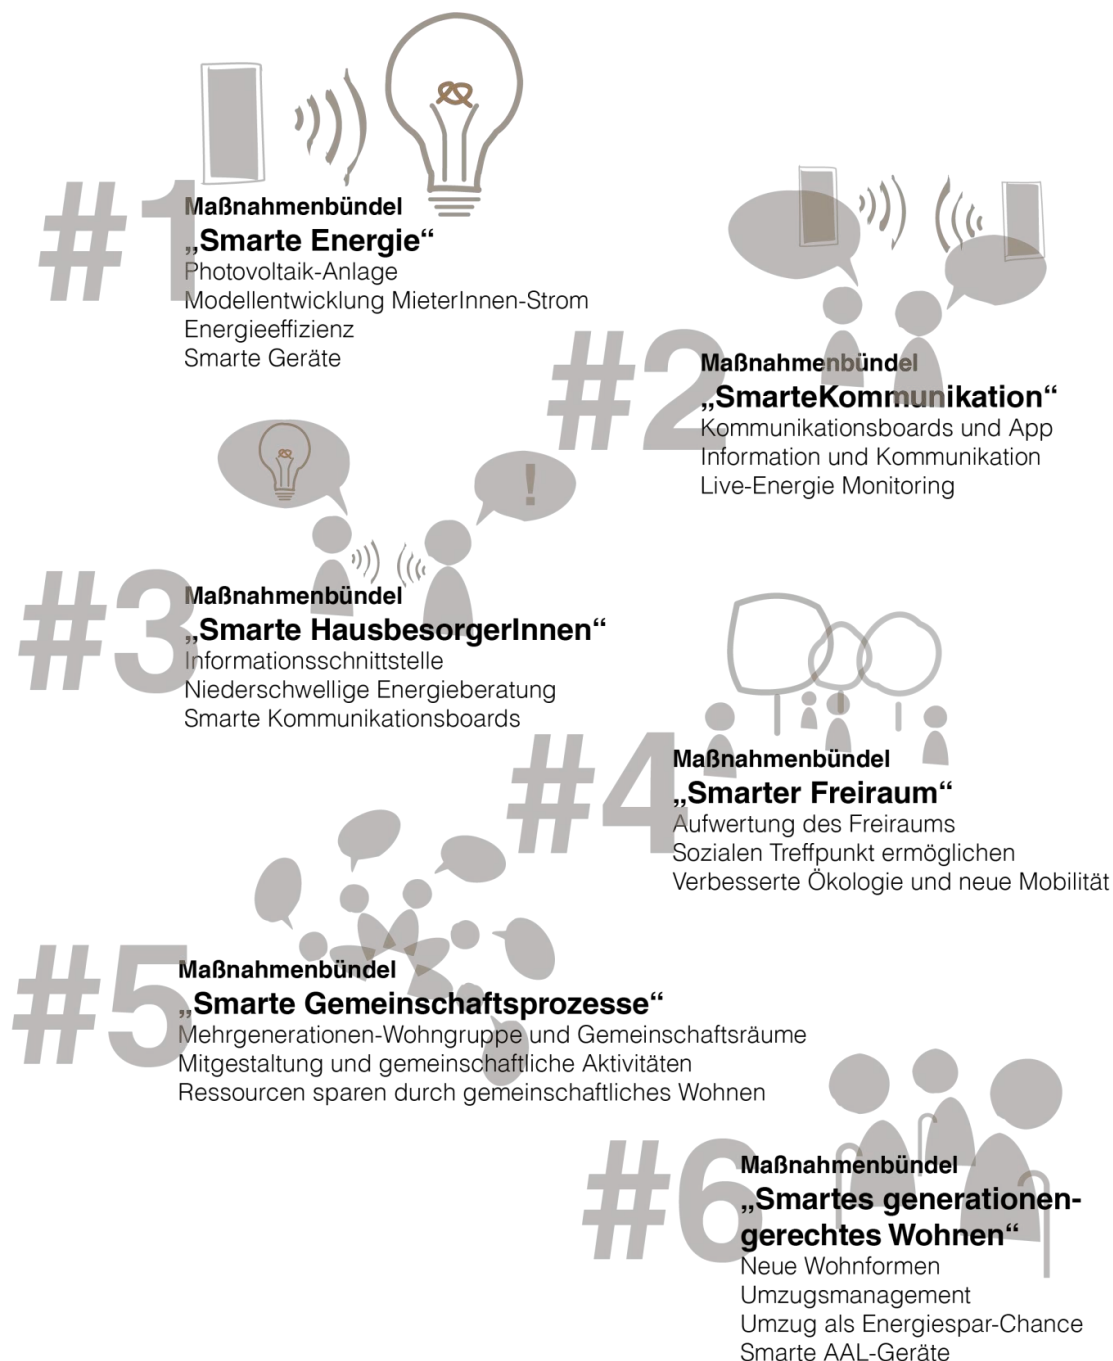 #1
Maßnahmenbündel
„Smarte Energie“
Photovoltaik-Anlage
Modellentwicklung MieterInnen-Strom
Energieeffizienz
Smarte Geräte
#2
Maßnahmenbündel
„SmarteKommunikation“
Kommunikationsboards und App
Information und Kommunikation
Live-Energie Monitoring
!
#3
Maßnahmenbündel
„Smarte HausbesorgerInnen“
Informationsschnittstelle
Niederschwellige Energieberatung
Smarte Kommunikationsboards
#4
Maßnahmenbündel
„Smarter Freiraum“
Aufwertung des Freiraums
Sozialen Treffpunkt ermöglichen
Verbesserte Ökologie und neue Mobilität
#5
Maßnahmenbündel
„Smarte Gemeinschaftsprozesse“
Mehrgenerationen-Wohngruppe und Gemeinschaftsräume
Mitgestaltung und gemeinschaftliche Aktivitäten
Ressourcen sparen durch gemeinschaftliches Wohnen
#6
Maßnahmenbündel
„Smartes generationen-
gerechtes Wohnen“
Neue Wohnformen
Umzugsmanagement
Umzug als Energiespar-Chance
Smarte AAL-Geräte